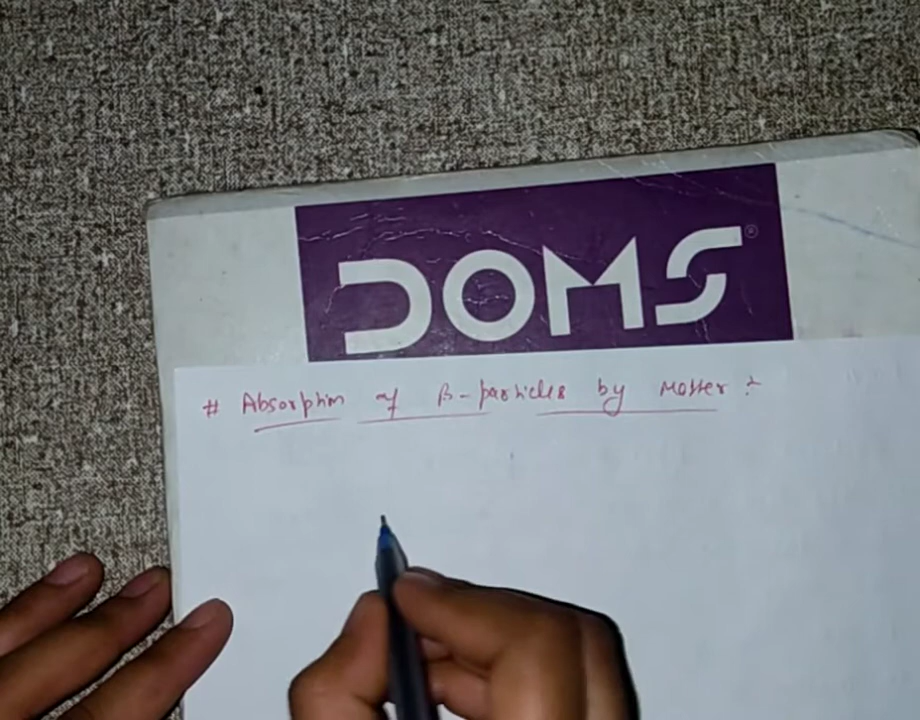 DOMS®
# Absorption of β-particles by Matter :-